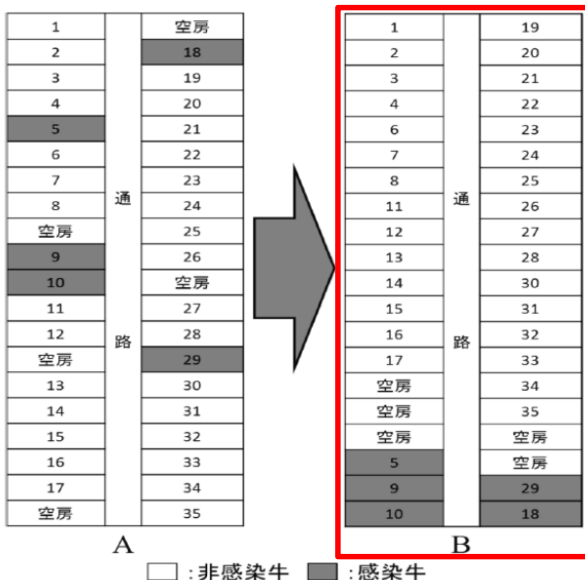 1 空房
2 18
3 19
4 20
5 21
6 22
7 23
8 通 24
空房 25
9 26
10 空房
11 27
12 路 28
空房 29
13 30
14 31
15 32
16 33
17 34
空房 35
A
1 19
2 20
3 21
4 22
6 23
7 24
8 25
11 通 26
12 27
13 28
14 30
15 31
16 路 32
17 33
空房 34
空房 35
空房 空房
5 空房
9 29
10 18
B
:非感染牛 :感染牛